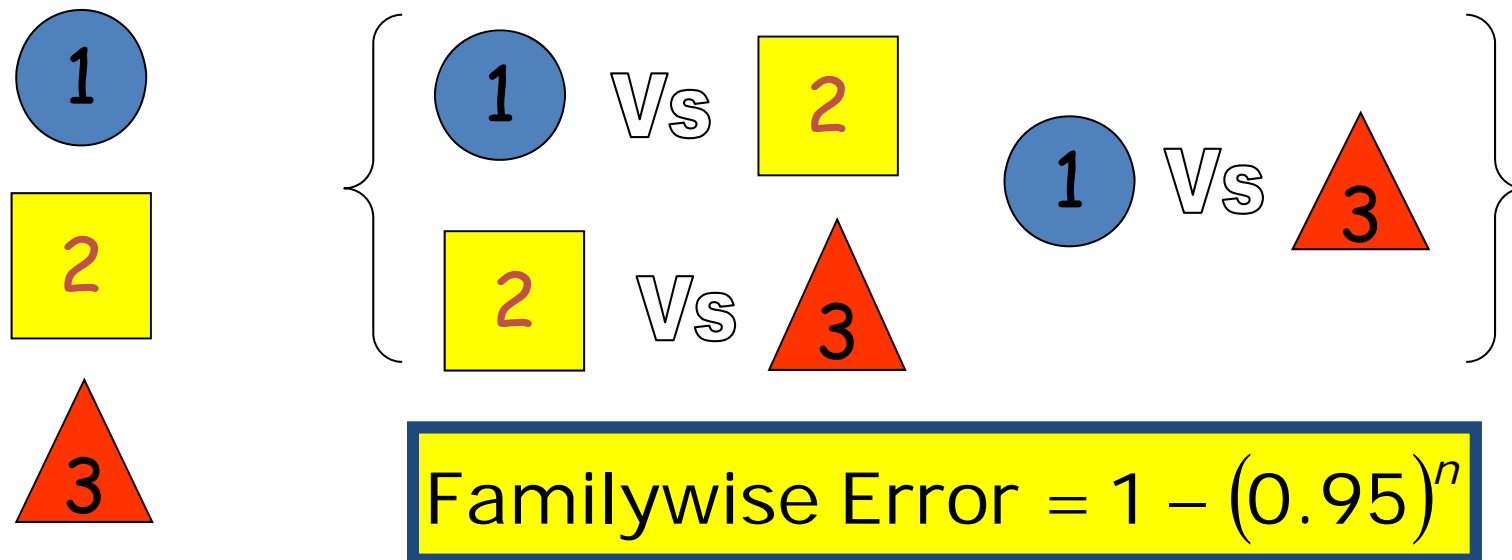 1
2
3
1 Vs 2
2 Vs 3
1 Vs 3
Familywise Error = 1 – (0.95)ⁿ